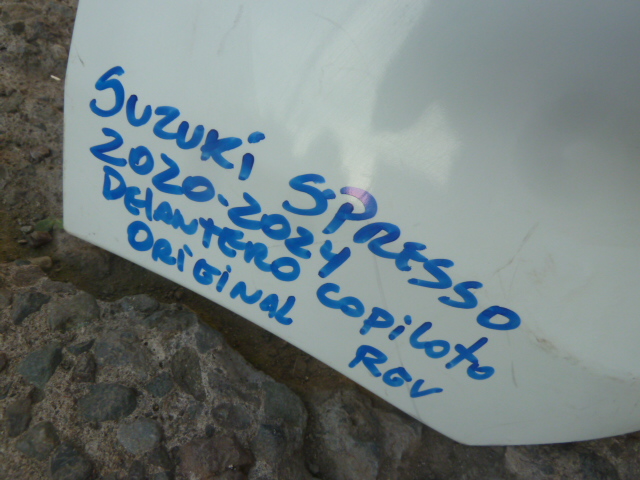 SUZUKI SPRESSO
2020-2024
DELANTERO COPILOTO
ORIGINAL RGV